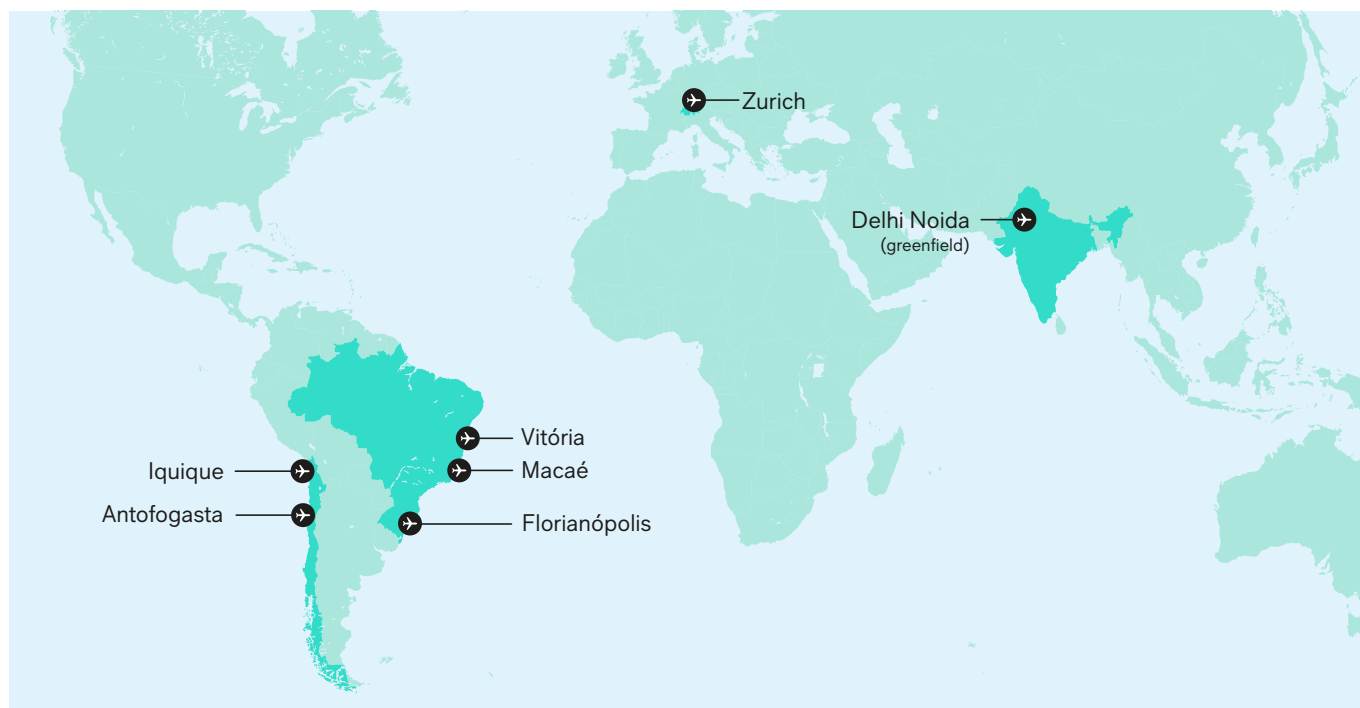 Zurich
Delhi Noida
(greenfield)
Vitória
Iquique
Macaé
Antofogasta
Florianópolis